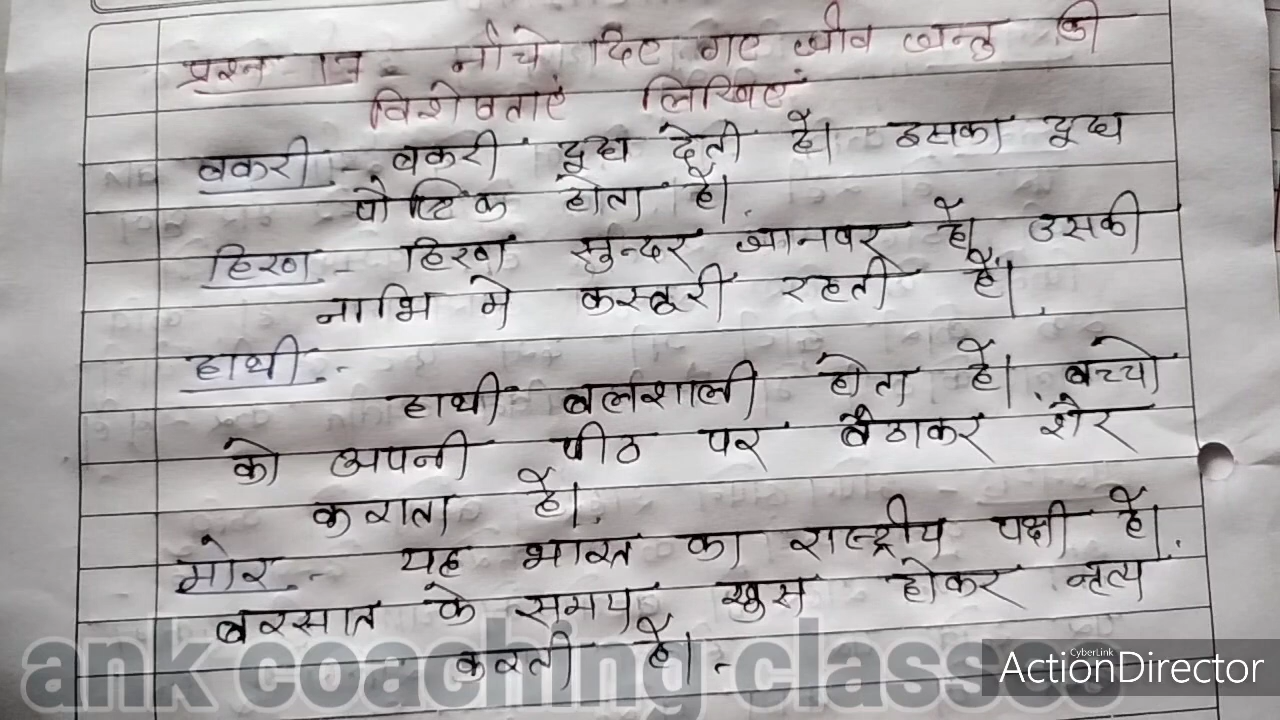 प्रश्न 17 - नीचे दिए गए जीव जन्तु की
विशेषताएं लिखिए
बकरी - बकरी दूध देती है। इसका दूध
पौष्टिक होता है।
हिरण - हिरण सुन्दर जानवर है। उसकी
नाभि मे कस्तूरी रहती है।
हाथी -
हाथी बलशाली होता है। बच्चो
को अपनी पीठ पर बैठाकर शैर
कराता है।
मोर - यह भारत का राष्ट्रीय पक्षी है।
बरसात के समय खुस होकर नृत्य
करती है।
ank coaching classes
CyberLink
ActionDirector